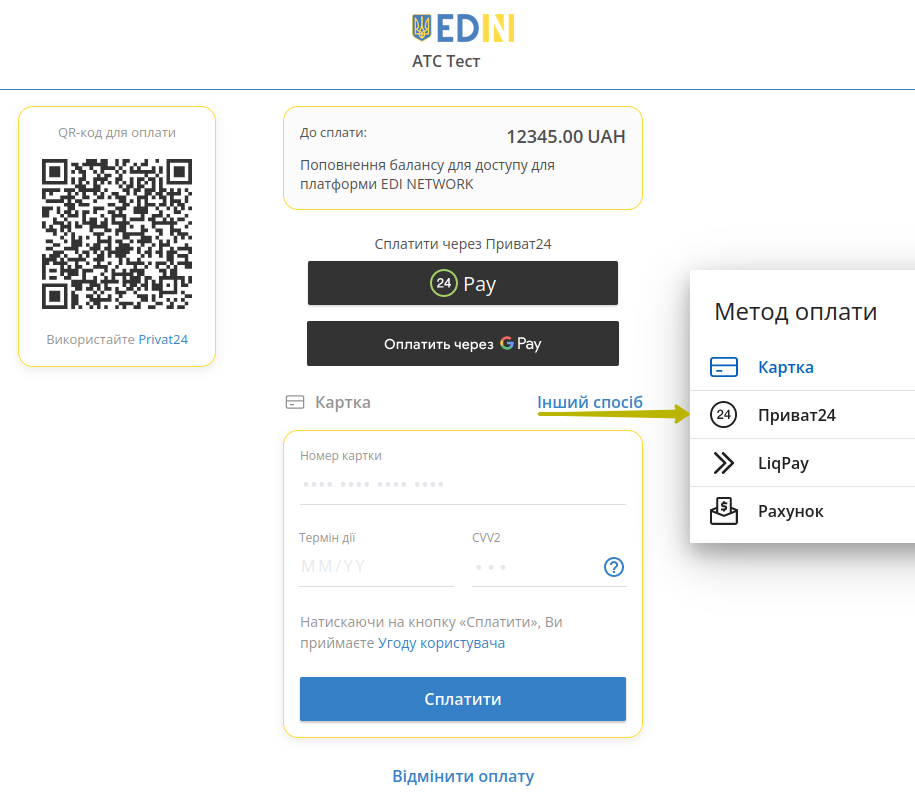 EDIN
АТС Тест
QR-код для оплати
Використайте Privat24
До сплати:
12345.00 UAH
Поповнення балансу для доступу для
платформи EDI NETWORK
Сплатити через Приват24
24 Pay
Оплатить через G Pay
Картка
Інший спосіб
Номер картки
•••• •••• •••• ••••
Термін дії
CVV2
MM/YY
•••
?
Натискаючи на кнопку «Сплатити», Ви
приймаєте Угоду користувача
Сплатити
Відмінити оплату
Метод оплати
Картка
24 Приват24
LiqPay
$ Рахунок